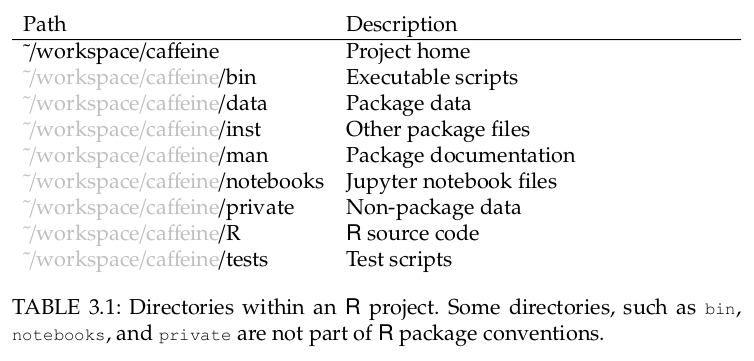 Path Description
~/workspace/caffeine Project home
~/workspace/caffeine/bin Executable scripts
~/workspace/caffeine/data Package data
~/workspace/caffeine/inst Other package files
~/workspace/caffeine/man Package documentation
~/workspace/caffeine/notebooks Jupyter notebook files
~/workspace/caffeine/private Non-package data
~/workspace/caffeine/R R source code
~/workspace/caffeine/tests Test scripts
TABLE 3.1: Directories within an R project. Some directories, such as bin,
notebooks, and private are not part of R package conventions.